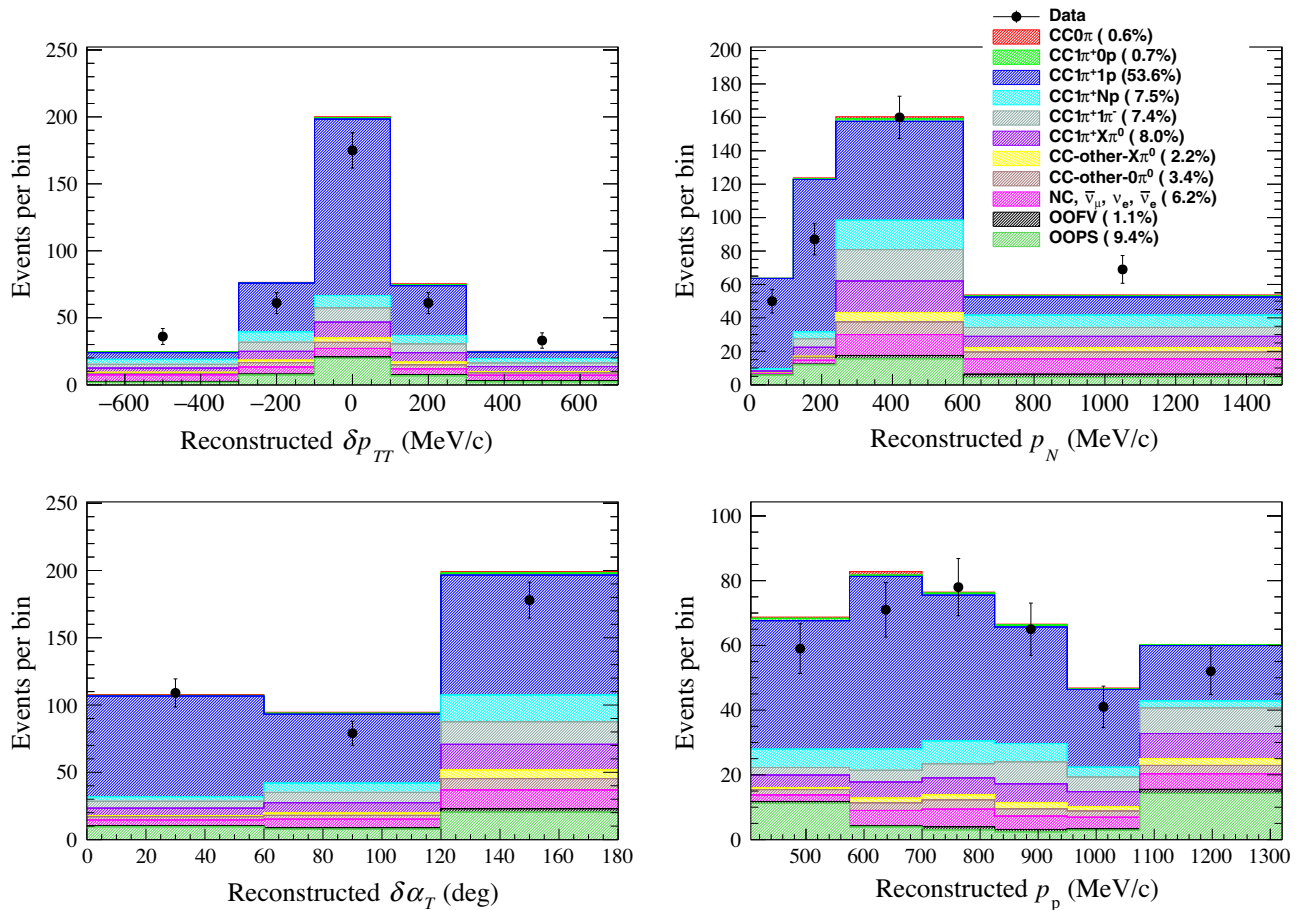 250
200
150
100
50
0
−600 −400 −200 0 200 400 600
Events per bin
Reconstructed δp_TT (MeV/c)
200
180
160
140
120
100
80
60
40
20
0
0 200 400 600 800 1000 1200 1400
Events per bin
Reconstructed p_N (MeV/c)
Data
CC0π ( 0.6%)
CC1π⁺0p ( 0.7%)
CC1π⁺1p (53.6%)
CC1π⁺Np ( 7.5%)
CC1π⁺1π⁻ ( 7.4%)
CC1π⁺Xπ⁰ ( 8.0%)
CC-other-Xπ⁰ ( 2.2%)
CC-other-0π⁰ ( 3.4%)
NC, ν̅_μ, ν_e, ν̅_e ( 6.2%)
OOFV ( 1.1%)
OOPS ( 9.4%)
250
200
150
100
50
0
0 20 40 60 80 100 120 140 160 180
Events per bin
Reconstructed δα_T (deg)
100
80
60
40
20
0
500 600 700 800 900 1000 1100 1200 1300
Events per bin
Reconstructed p_p (MeV/c)